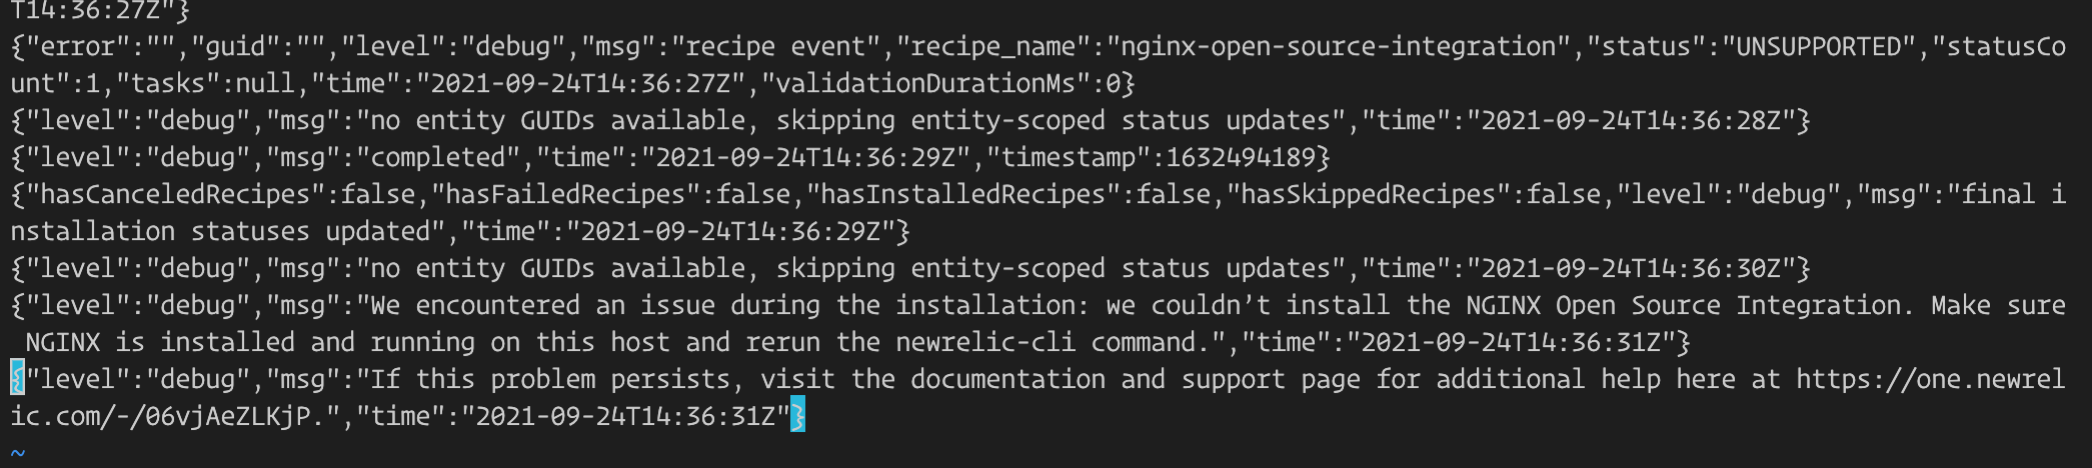 T14:36:27Z"}
{"error":"","guid":"","level":"debug","msg":"recipe event","recipe_name":"nginx-open-source-integration","status":"UNSUPPORTED","statusCo
unt":1,"tasks":null,"time":"2021-09-24T14:36:27Z","validationDurationMs":0}
{"level":"debug","msg":"no entity GUIDs available, skipping entity-scoped status updates","time":"2021-09-24T14:36:28Z"}
{"level":"debug","msg":"completed","time":"2021-09-24T14:36:29Z","timestamp":1632494189}
{"hasCanceledRecipes":false,"hasFailedRecipes":false,"hasInstalledRecipes":false,"hasSkippedRecipes":false,"level":"debug","msg":"final i
nstallation statuses updated","time":"2021-09-24T14:36:29Z"}
{"level":"debug","msg":"no entity GUIDs available, skipping entity-scoped status updates","time":"2021-09-24T14:36:30Z"}
{"level":"debug","msg":"We encountered an issue during the installation: we couldn’t install the NGINX Open Source Integration. Make sure
 NGINX is installed and running on this host and rerun the newrelic-cli command.","time":"2021-09-24T14:36:31Z"}
{"level":"debug","msg":"If this problem persists, visit the documentation and support page for additional help here at https://one.newrel
ic.com/-/06vjAeZLKjP.","time":"2021-09-24T14:36:31Z"}
~